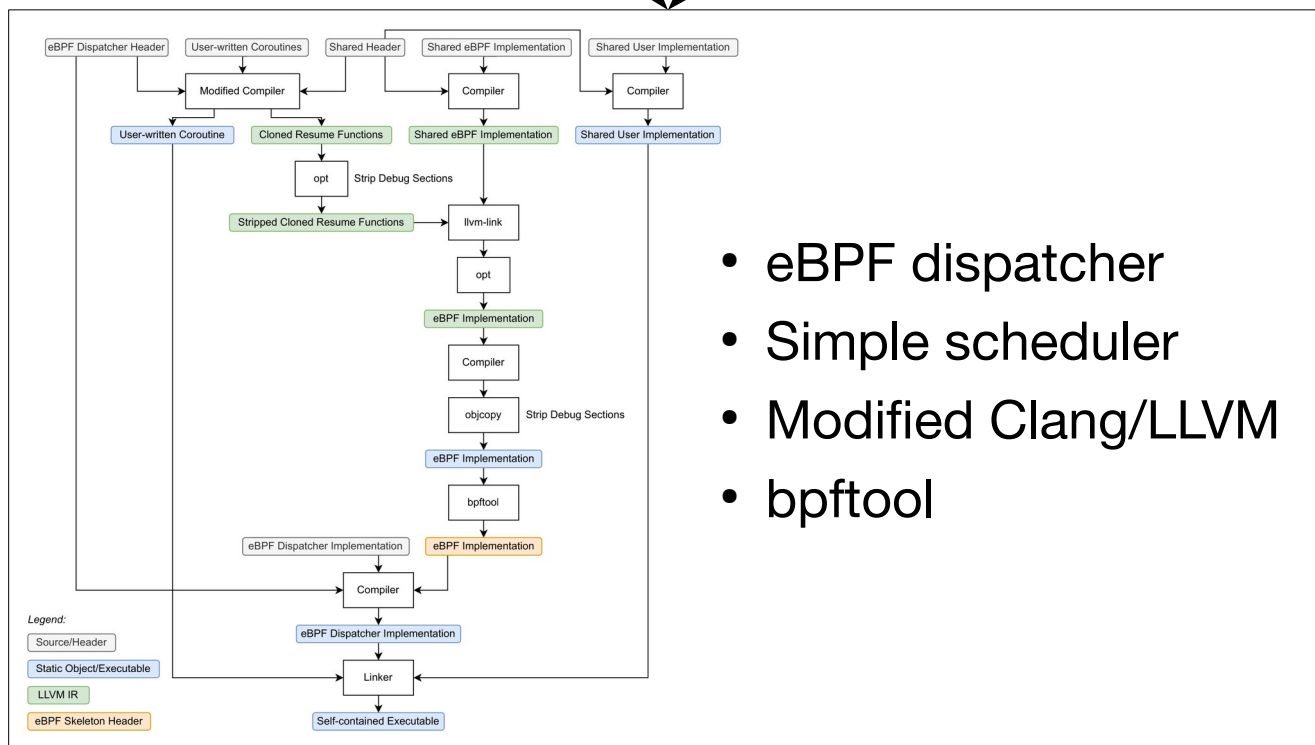 eBPF Dispatcher Header
User-written Coroutines
Shared Header
Shared eBPF Implementation
Shared User Implementation
Modified Compiler
Compiler
Compiler
User-written Coroutine
Cloned Resume Functions
Shared eBPF Implementation
Shared User Implementation
opt
Strip Debug Sections
Stripped Cloned Resume Functions
llvm-link
opt
eBPF Implementation
Compiler
objcopy
Strip Debug Sections
eBPF Implementation
bpftool
eBPF Dispatcher Implementation
eBPF Implementation
Compiler
eBPF Dispatcher Implementation
Linker
Self-contained Executable
Legend:
Source/Header
Static Object/Executable
LLVM IR
eBPF Skeleton Header
• eBPF dispatcher
• Simple scheduler
• Modified Clang/LLVM
• bpftool